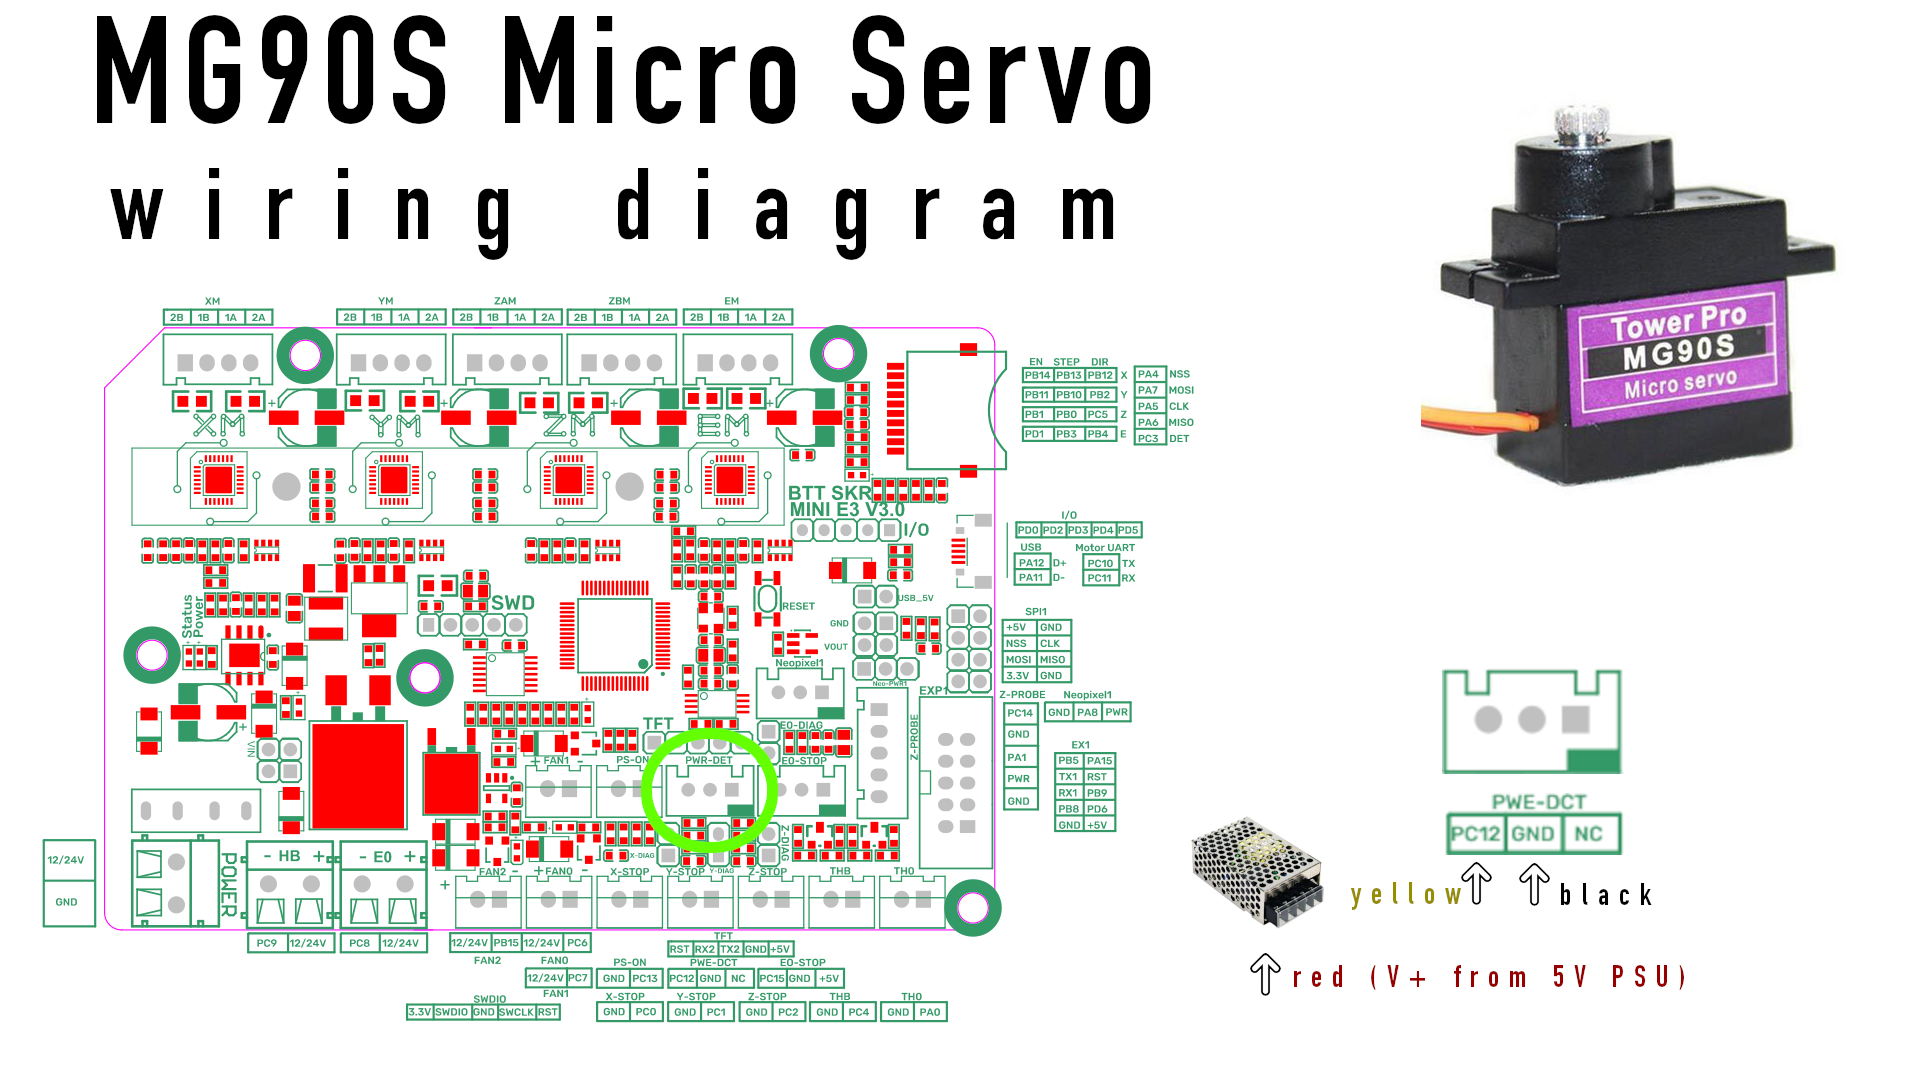 MG90S Micro Servo
wiring diagram
XM
2B 1B 1A 2A
YM
2B 1B 1A 2A
ZAM
2B 1B 1A 2A
ZBM
2B 1B 1A 2A
EM
2B 1B 1A 2A
XM YM ZM EM
BTT SKR
MINI E3 V3.0
I/O
SWD
Status
Power
RESET
USB_5V
GND
VOUT
Neopixel1
Neo-PWR1
EXP1
Z-PROBE
TFT
E0-DIAG
+ FAN1 -
PS-ON
PWR-DET
E0-STOP
VIN
X-DIAG
Y-DIAG
Z-DIAG
POWER
- HB +
- E0 +
+
FAN2 -
+ FAN0 -
X-STOP
Y-STOP
Z-STOP
THB
TH0
12/24V
GND
PC9 12/24V
PC8 12/24V
12/24V PB15 12/24V PC6
FAN2
FAN0
12/24V PC7
FAN1
SWDIO
3.3V SWDIO GND SWCLK RST
TFT
RST RX2 TX2 GND +5V
PS-ON
GND PC13
PWE-DCT
PC12 GND NC
E0-STOP
PC15 GND +5V
X-STOP
GND PC0
Y-STOP
GND PC1
Z-STOP
GND PC2
THB
GND PC4
TH0
GND PA0
EN STEP DIR
PB14 PB13 PB12 X
PB11 PB10 PB2 Y
PB1 PB0 PC5 Z
PD1 PB3 PB4 E
PA4 NSS
PA7 MOSI
PA5 CLK
PA6 MISO
PC3 DET
I/O
PD0 PD2 PD3 PD4 PD5
USB
PA12 D+
PA11 D-
Motor UART
PC10 TX
PC11 RX
SPI1
+5V GND
NSS CLK
MOSI MISO
3.3V GND
Z-PROBE
PC14
GND
PA1
PWR
GND
Neopixel1
GND PA8 PWR
EX1
PB5 PA15
TX1 RST
RX1 PB9
PB8 PD6
GND +5V
Tower Pro
MG90S
Micro servo
PWE-DCT
PC12 GND NC
yellow
black
red (V+ from 5V PSU)